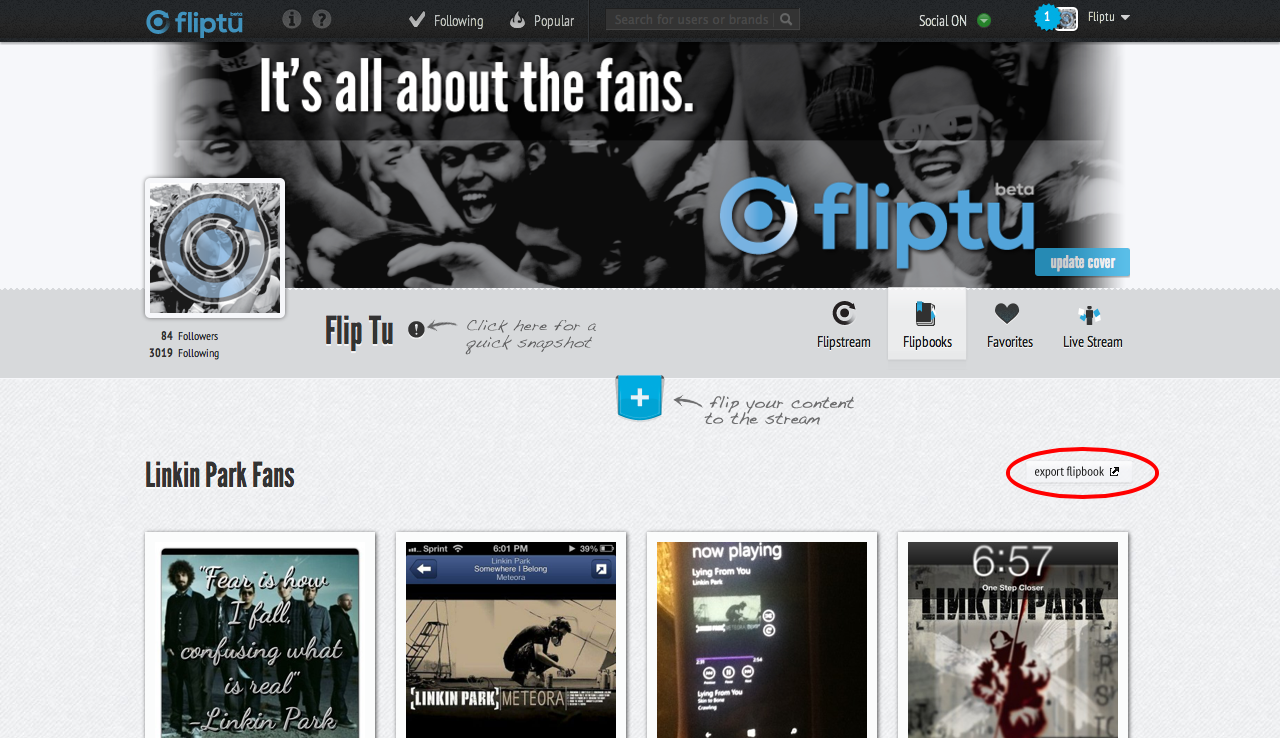 fliptu beta
Following
Popular
Search for users or brands
Social ON
1
Fliptu
It's all about the fans.
fliptu beta
update cover
84 Followers
3019 Following
Flip Tu
Click here for a
quick snapshot
Flipstream
Flipbooks
Favorites
Live Stream
flip your content
to the stream
Linkin Park Fans
export flipbook
"Fear is how
I fall,
confusing what
is real"
-Linkin Park
Sprint 6:01 PM 39%
Linkin Park
Somewhere I Belong
Meteora
LINKIN PARK METEORA
now playing
Lying From You
Linkin Park
2:31 2:54
Lying From You
Skin to Bone
Crawling
6:57
One Step Closer
LINKIN PARK